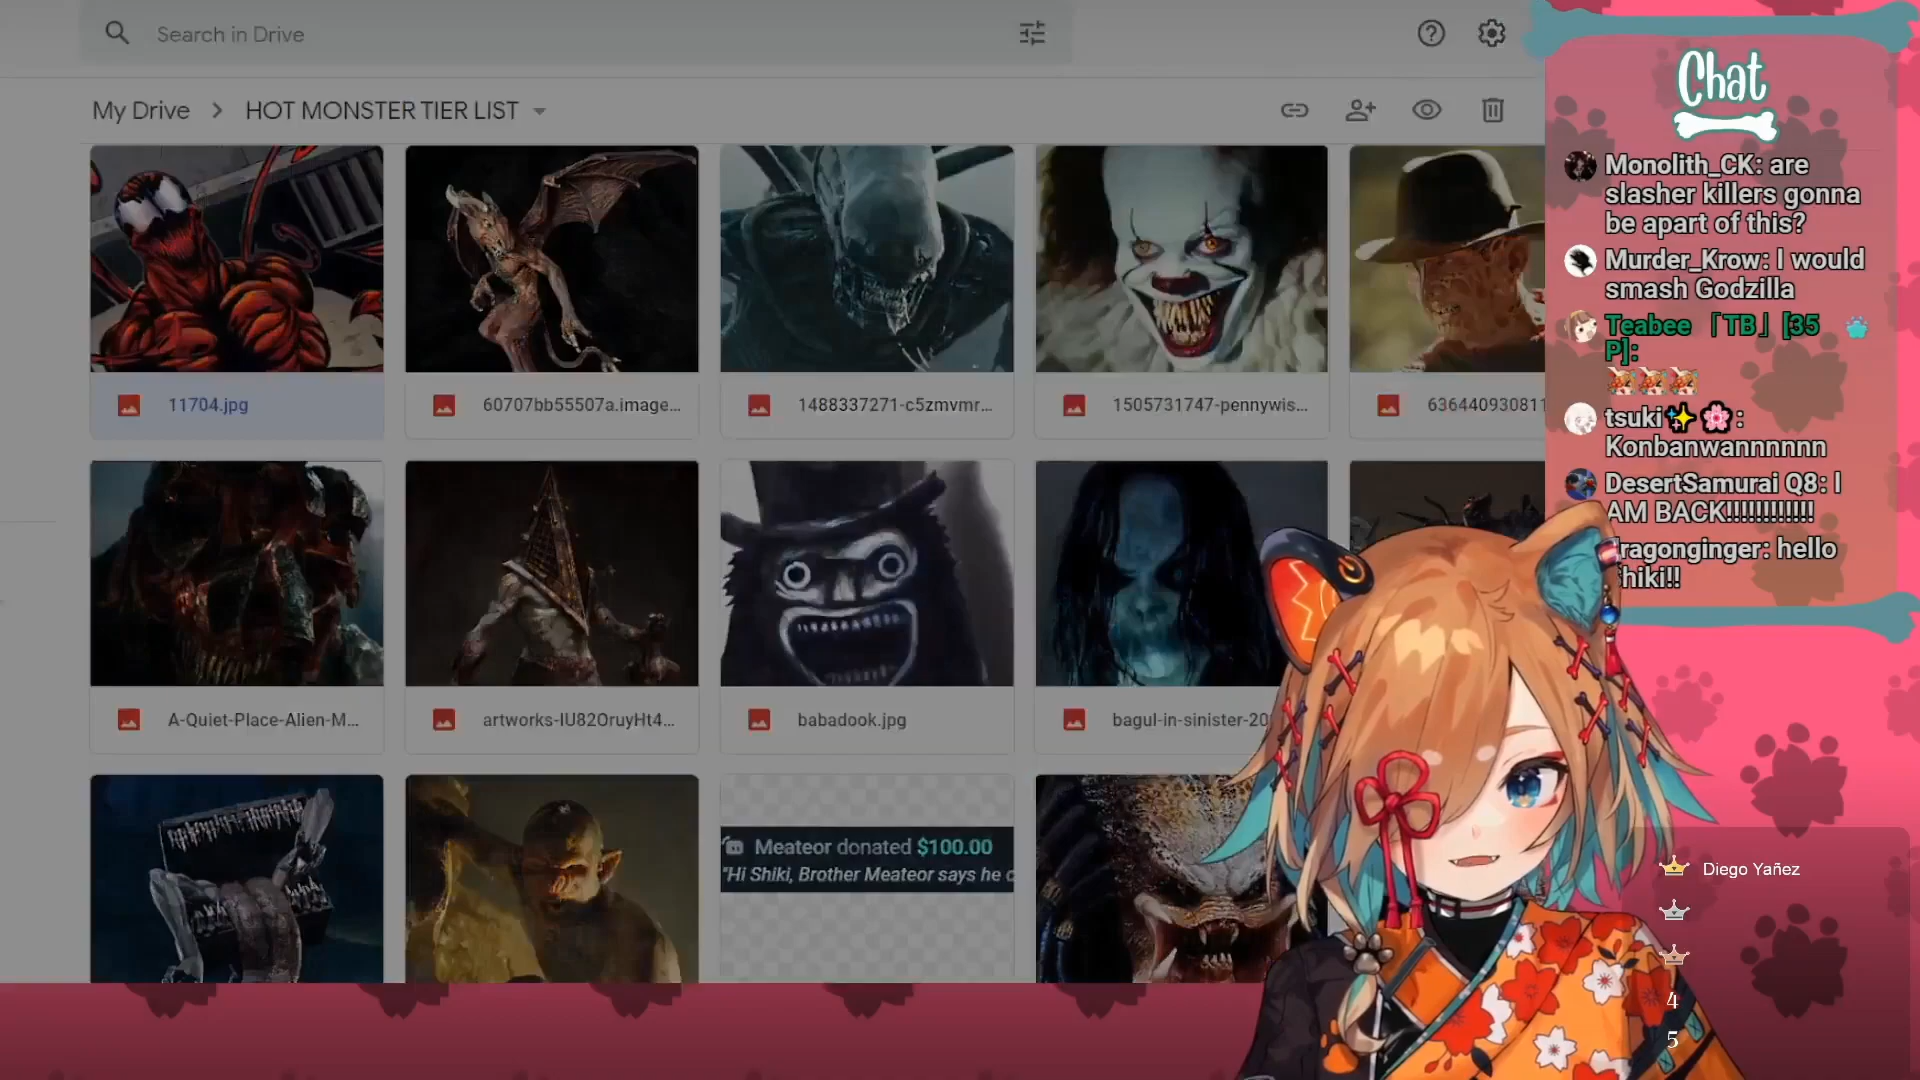 Search in Drive
My Drive > HOT MONSTER TIER LIST
11704.jpg
60707bb55507a.image...
1488337271-c5zmvmr...
1505731747-pennywis...
636440930811
A-Quiet-Place-Alien-M...
artworks-IU82OruyHt4...
babadook.jpg
bagul-in-sinister-20
Meateor donated $100.00
"Hi Shiki, Brother Meateor says he c
Chat
Monolith_CK: are
slasher killers gonna
be apart of this?
Murder_Krow: I would
smash Godzilla
Teabee「TB」[35
P]:
tsuki✨🌸:
Konbanwannnnnn
DesertSamurai Q8: I
AM BACK!!!!!!!!!!!!
ragonginger: hello
hiki!!
Diego Yañez
4
5